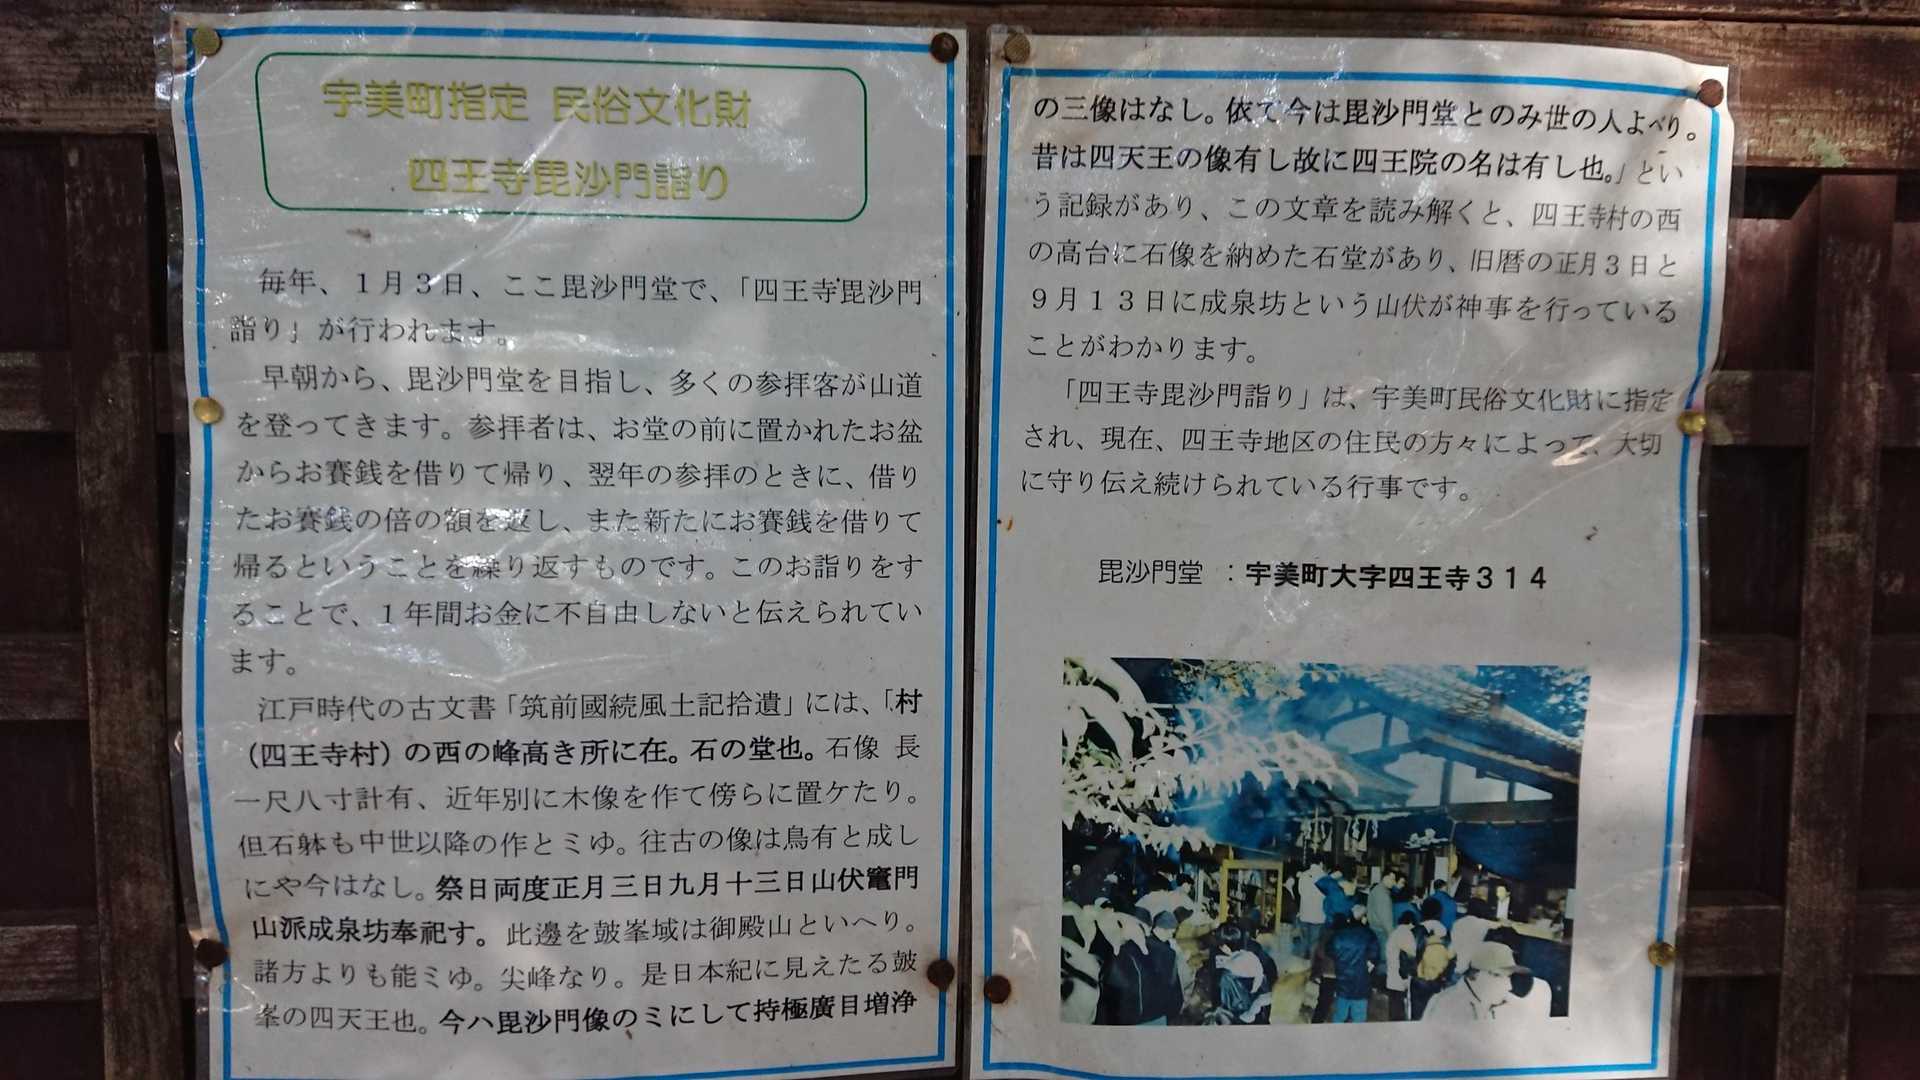 宇美町指定 民俗文化財
四王寺毘沙門詣り
毎年、１月３日、ここ毘沙門堂で、「四王寺毘沙門
詣り」が行われます。
早朝から、毘沙門堂を目指し、多くの参拝客が山道
を登ってきます。参拝者は、お堂の前に置かれたお盆
からお賽銭を借りて帰り、翌年の参拝のときに、借り
たお賽銭の倍の額を返し、また新たにお賽銭を借りて
帰るということを繰り返すものです。このお詣りをす
ることで、１年間お金に不自由しないと伝えられてい
ます。
江戸時代の古文書「筑前國続風土記拾遺」には、「村
（四王寺村）の西の峰高き所に在。石の堂也。石像 長
一尺八寸計有、近年別に木像を作て傍らに置ケたり。
但石躰も中世以降の作とミゆ。往古の像は烏有と成し
にや今はなし。祭日両度正月三日九月十三日山伏竃門
山派成泉坊奉祀す。此邊を鼓峯域は御殿山といへり。
諸方よりも能ミゆ。尖峰なり。是日本紀に見えたる鼓
峯の四天王也。今ハ毘沙門像のミにして持極廣目増浄
の三像はなし。依て今は毘沙門堂とのみ世の人よべり。
昔は四天王の像有し故に四王院の名は有し也。」とい
う記録があり、この文章を読み解くと、四王寺村の西
の高台に石像を納めた石堂があり、旧暦の正月３日と
９月１３日に成泉坊という山伏が神事を行っている
ことがわかります。
「四王寺毘沙門詣り」は、宇美町民俗文化財に指定
され、現在、四王寺地区の住民の方々によって、大切
に守り伝え続けられている行事です。
毘沙門堂 ：宇美町大字四王寺３１４